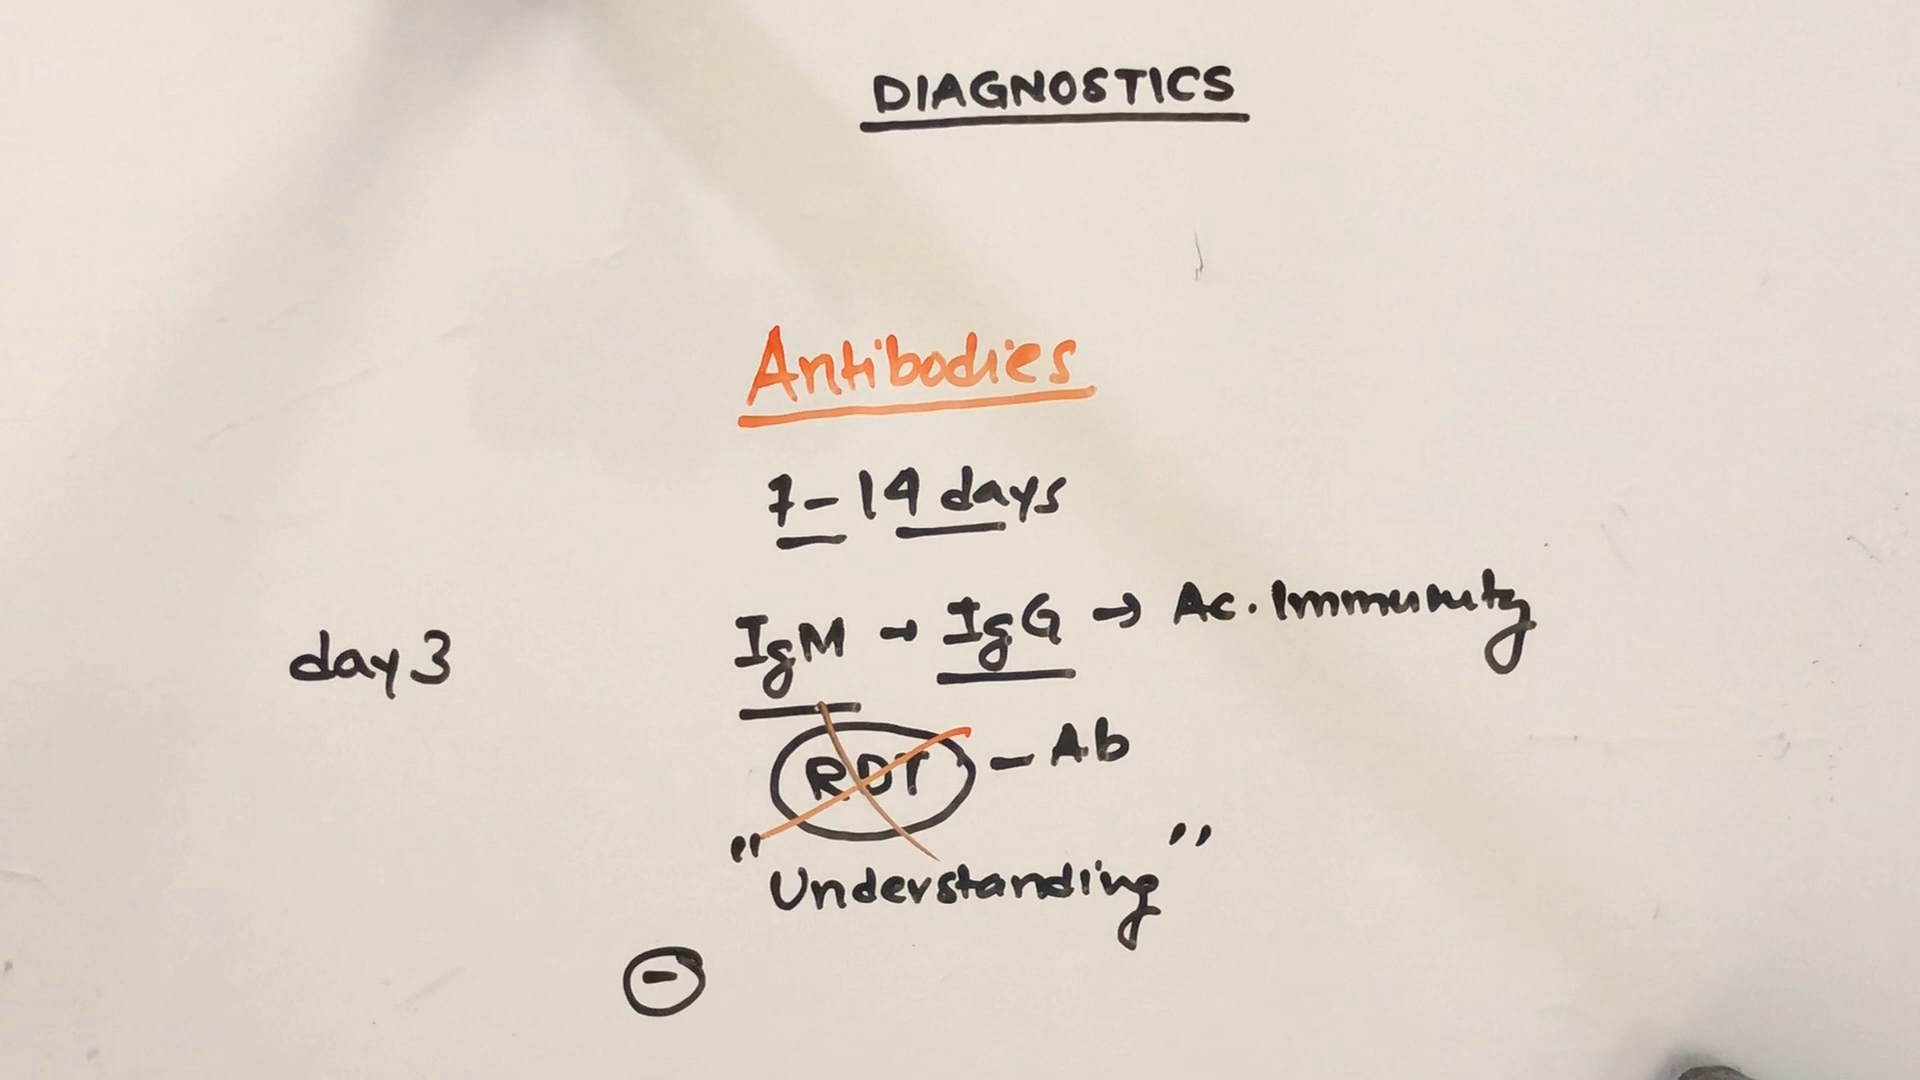 DIAGNOSTICS
Antibodies
7-14 days
IgM → IgG → Ac. Immunity
day 3
RDT - Ab
"Understanding"
-